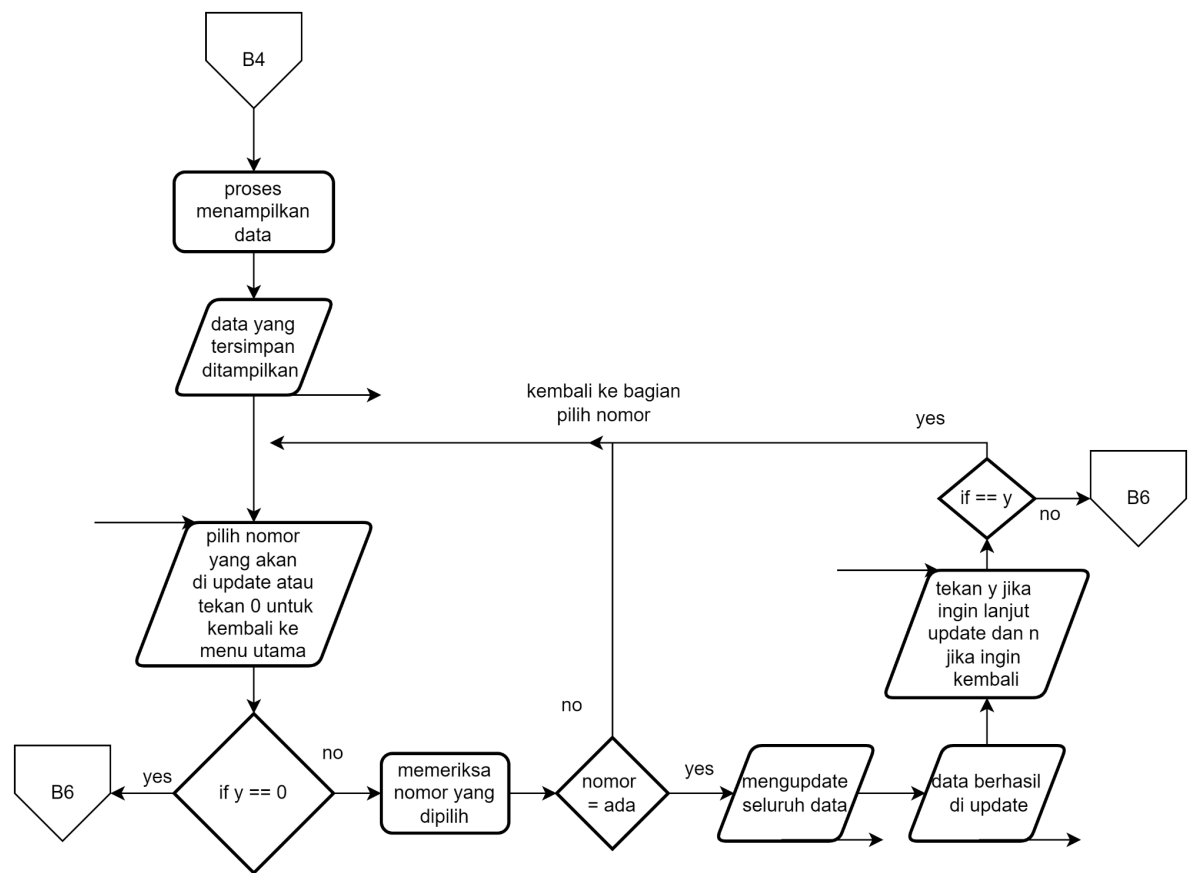 B4
proses
menampilkan
data
data yang
tersimpan
ditampilkan
kembali ke bagian
pilih nomor
yes
if == y
no
B6
pilih nomor
yang akan
di update atau
tekan 0 untuk
kembali ke
menu utama
tekan y jika
ingin lanjut
update dan n
jika ingin
kembali
B6
yes
if y == 0
no
memeriksa
nomor yang
dipilih
no
nomor
= ada
yes
mengupdate
seluruh data
data berhasil
di update